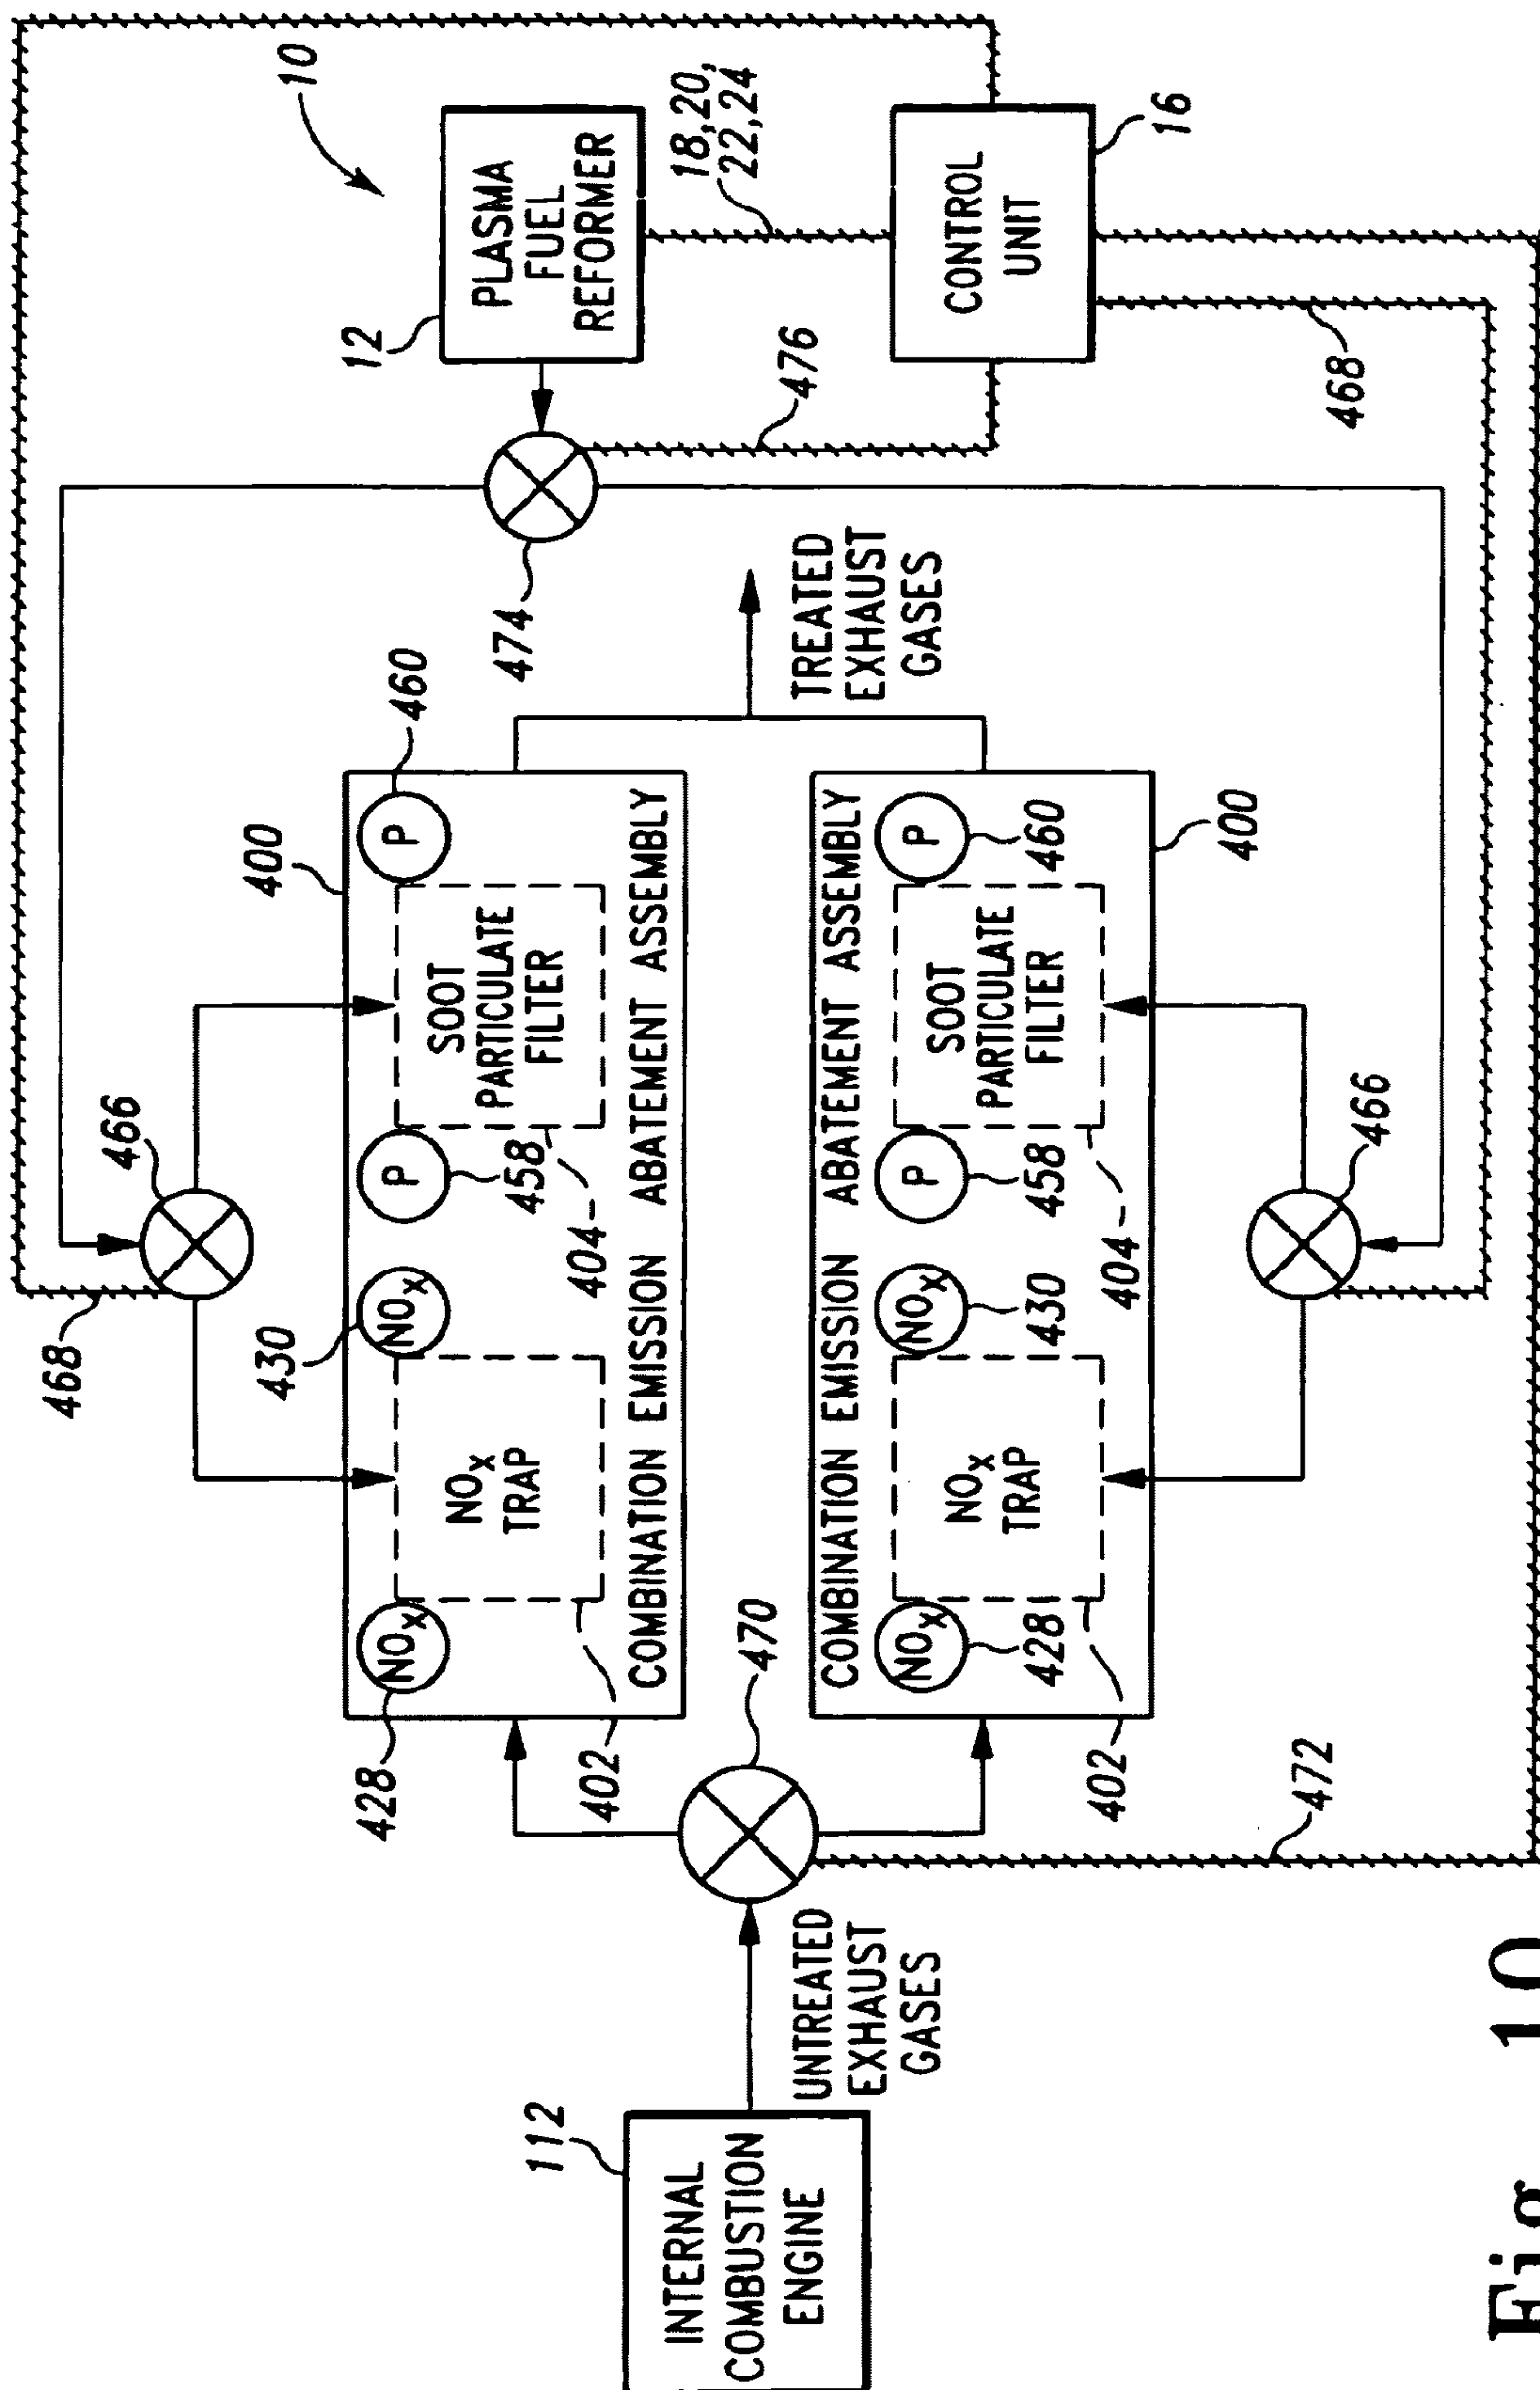 10
12
PLASMA
FUEL
REFORMER
18,20,
22,24
CONTROL
UNIT
16
476
468
474
TREATED
EXHAUST
GASES
466
468
400
460
P
SOOT
PARTICULATE
FILTER
P
458
404
430
NOX
NOX
TRAP
NOX
428
402
COMBINATION EMISSION ABATEMENT ASSEMBLY
COMBINATION EMISSION ABATEMENT ASSEMBLY
400
P
460
SOOT
PARTICULATE
FILTER
P
458
404
NOX
430
NOX
TRAP
NOX
428
402
466
470
472
UNTREATED
EXHAUST
GASES
112
INTERNAL
COMBUSTION
ENGINE
Fig. 10